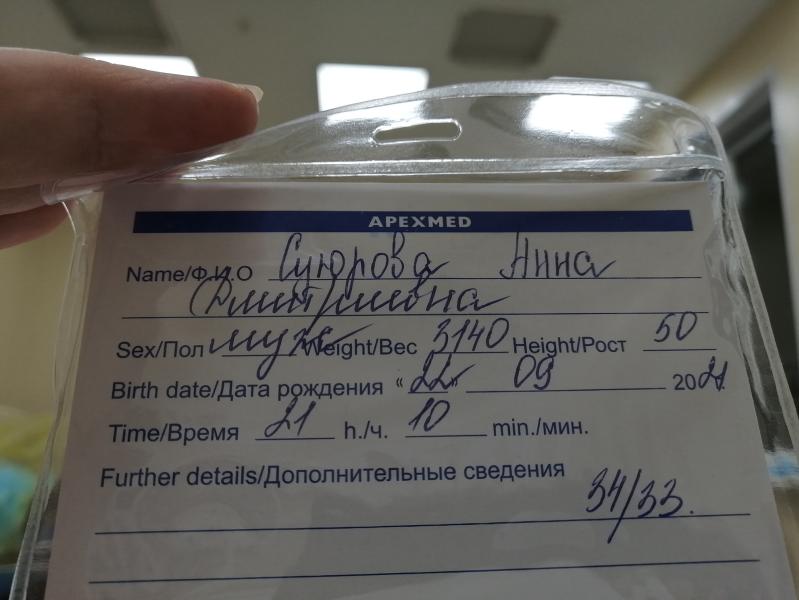 APEXMED
Name/Ф.И.О Суюрова Анна
Дмитриевна
Sex/Пол муж Weight/Вес 3140 Height/Рост 50
Birth date/Дата рождения "22" 09 2021
Time/Время 21 h./ч. 10 min./мин.
Further details/Дополнительные сведения
34/33.